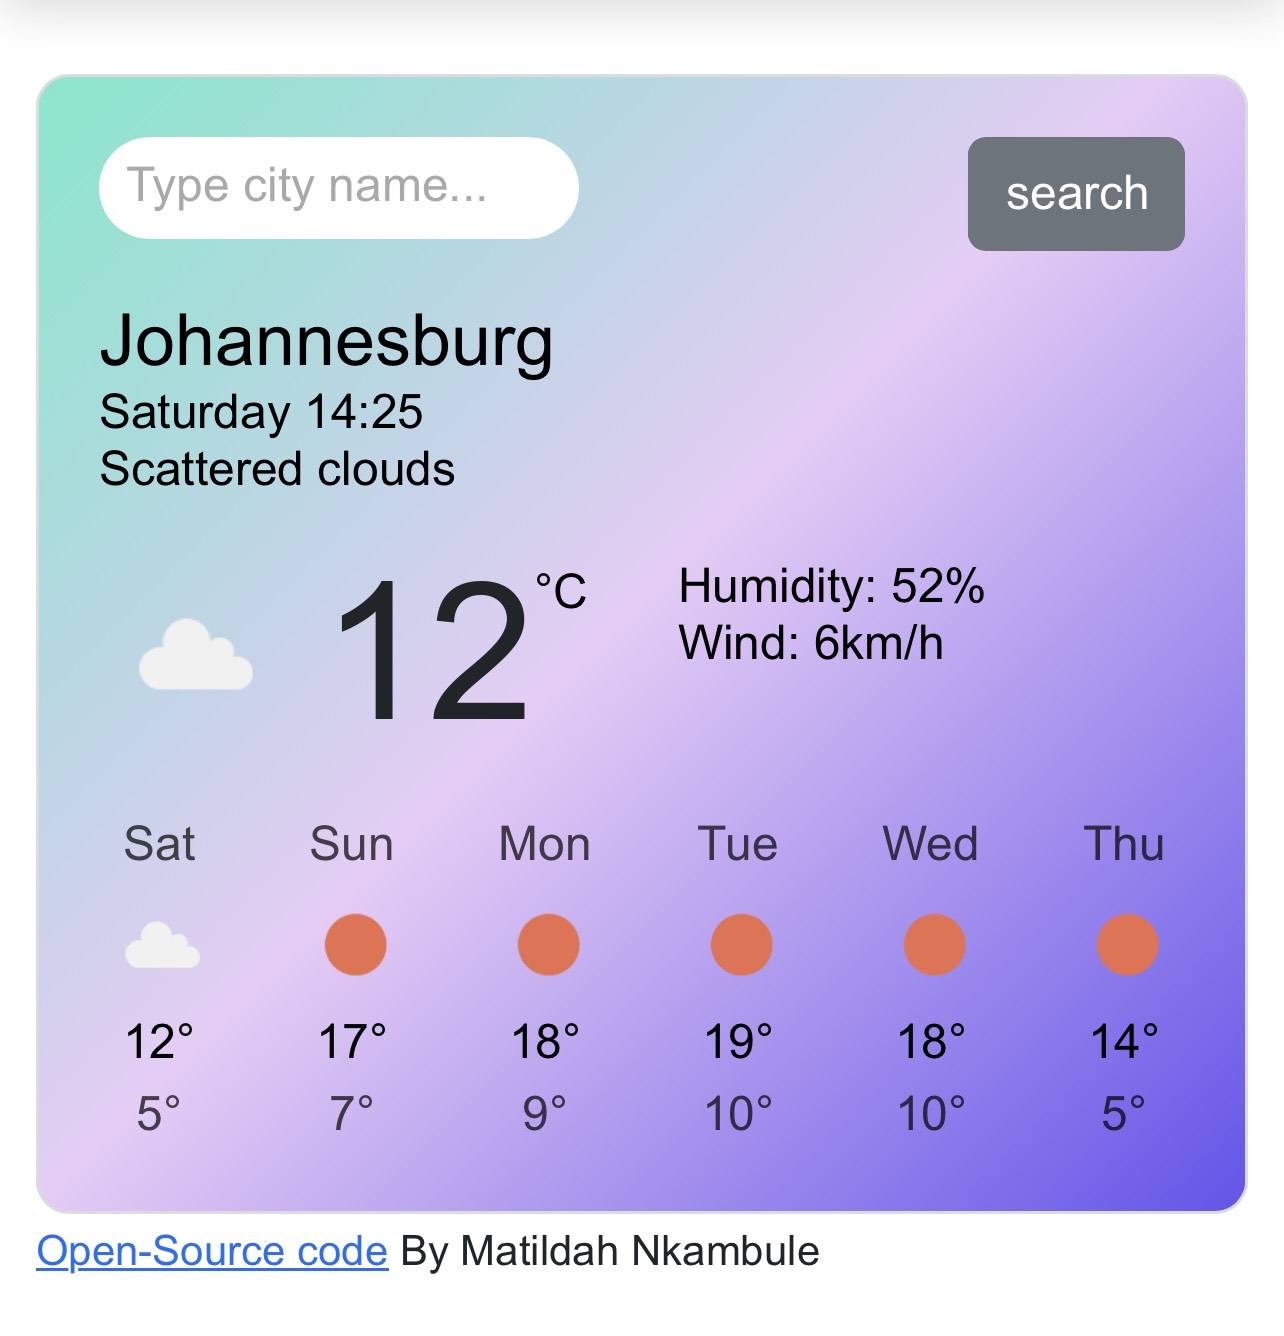 Type city name...
search
Johannesburg
Saturday 14:25
Scattered clouds
12 °C
Humidity: 52%
Wind: 6km/h
Sat Sun Mon Tue Wed Thu
12° 17° 18° 19° 18° 14°
5° 7° 9° 10° 10° 5°
Open-Source code By Matildah Nkambule